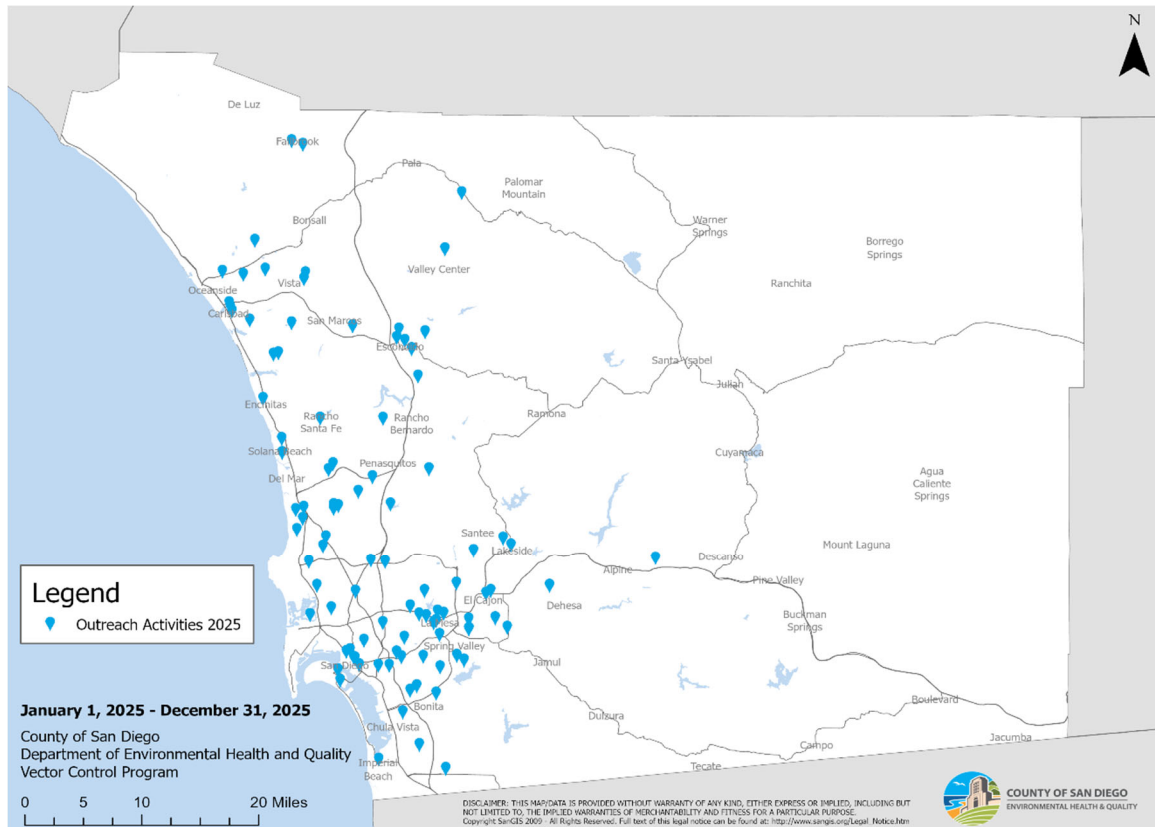 N
De Luz
Fallbrook
Pala
Palomar
Mountain
Bonsall
Warner
Springs
Borrego
Springs
Valley Center
Ranchita
Oceanside
Vista
Carlsbad
San Marcos
Escondido
Santa Ysabel
Julian
Encinitas
Rancho
Santa Fe
Rancho
Bernardo
Ramona
Solana Beach
Penasquitos
Cuyamaca
Del Mar
Agua
Caliente
Springs
Santee
Lakeside
Mount Laguna
Descanso
Alpine
Pine Valley
El Cajon
Dehesa
Buckman
Springs
La Mesa
Spring Valley
San Diego
Jamul
Bonita
Boulevard
Chula Vista
Dulzura
Jacumba
Campo
Imperial
Beach
Tecate
Legend
Outreach Activities 2025
January 1, 2025 - December 31, 2025
County of San Diego
Department of Environmental Health and Quality
Vector Control Program
0 5 10 20 Miles
DISCLAIMER: THIS MAP/DATA IS PROVIDED WITHOUT WARRANTY OF ANY KIND, EITHER EXPRESS OR IMPLIED, INCLUDING BUT
NOT LIMITED TO, THE IMPLIED WARRANTIES OF MERCHANTABILITY AND FITNESS FOR A PARTICULAR PURPOSE.
Copyright SanGIS 2009 - All Rights Reserved. Full text of this legal notice can be found at: http://www.sangis.org/Legal_Notice.htm
COUNTY OF SAN DIEGO
ENVIRONMENTAL HEALTH & QUALITY